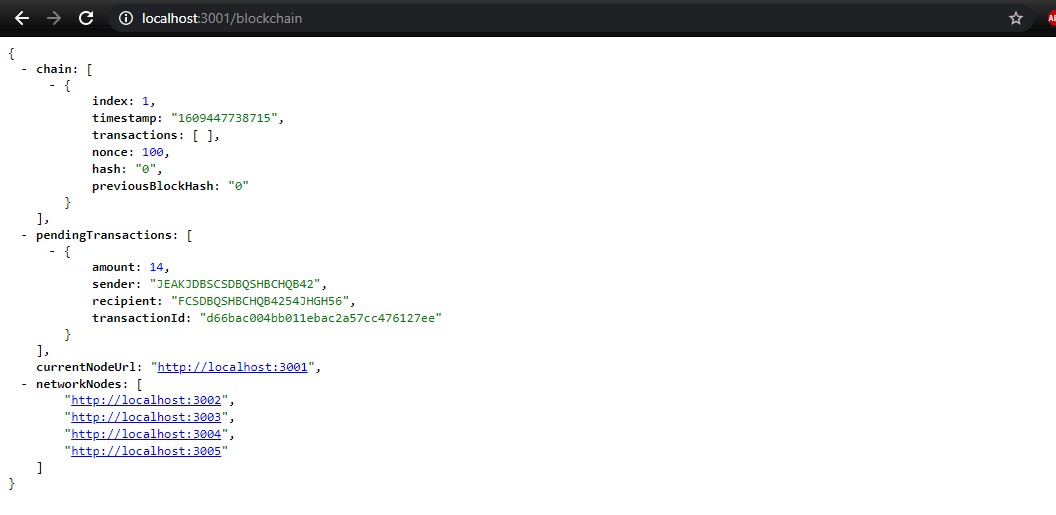 localhost:3001/blockchain
{
- chain: [
- {
index: 1,
timestamp: "1609447738715",
transactions: [ ],
nonce: 100,
hash: "0",
previousBlockHash: "0"
}
],
- pendingTransactions: [
- {
amount: 14,
sender: "JEAKJDBSCSDBQSHBCHQB42",
recipient: "FCSDBQSHBCHQB4254JHGH56",
transactionId: "d66bac004bb011ebac2a57cc476127ee"
}
],
currentNodeUrl: "http://localhost:3001",
- networkNodes: [
"http://localhost:3002",
"http://localhost:3003",
"http://localhost:3004",
"http://localhost:3005"
]
}